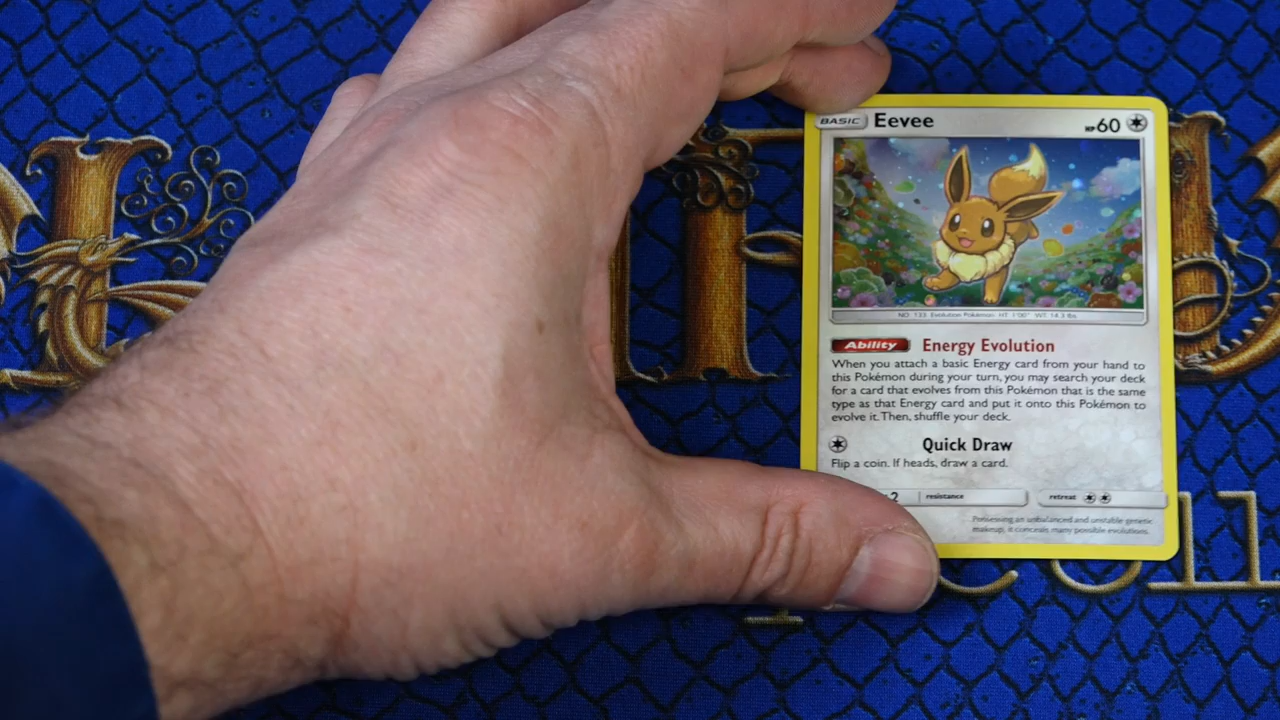 BASIC Eevee HP60
NO. 133 Evolution Pokémon HT: 1'00" WT: 14.3 lbs.
Ability Energy Evolution
When you attach a basic Energy card from your hand to
this Pokémon during your turn, you may search your deck
for a card that evolves from this Pokémon that is the same
type as that Energy card and put it onto this Pokémon to
evolve it. Then, shuffle your deck.
Quick Draw
Flip a coin. If heads, draw a card.
2 resistance retreat
Possessing an unbalanced and unstable genetic
makeup, it conceals many possible evolutions.